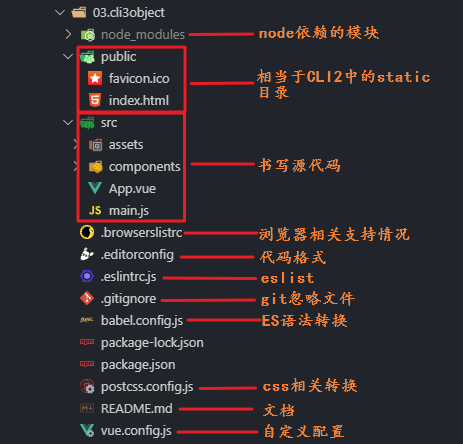 03.cli3object
node_modules
node依赖的模块
public
favicon.ico
相当于CLI2中的static
目录
index.html
src
assets
components
书写源代码
App.vue
JS main.js
.browserslistrc
浏览器相关支持情况
.editorconfig
代码格式
.eslintrc.js
eslist
.gitignore
git忽略文件
babel.config.js
ES语法转换
package-lock.json
package.json
postcss.config.js
css相关转换
README.md
文档
vue.config.js
自定义配置